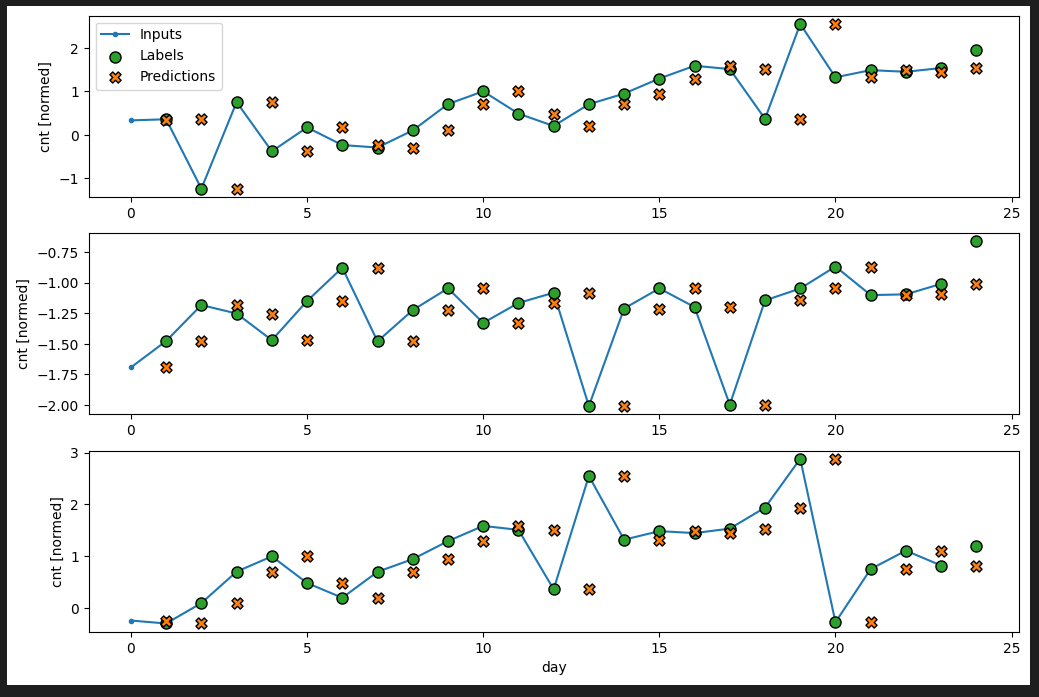 Inputs
Labels
Predictions
cnt [normed]
2
1
0
−1
0 5 10 15 20 25
cnt [normed]
−0.75
−1.00
−1.25
−1.50
−1.75
−2.00
0 5 10 15 20 25
cnt [normed]
3
2
1
0
0 5 10 15 20 25
day